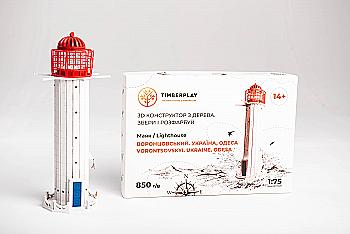 TIMBERPLAY
14+
3D КОНСТРУКТОР З ДЕРЕВА,
ЗБЕРИ І РОЗФАРБУЙ
Маяк / Lighthouse
ВОРОНЦОВСЬКИЙ, УКРАЇНА, ОДЕСА
VORONTSOVSKYI, UKRAINE, ODESA
850 г/g
1:75